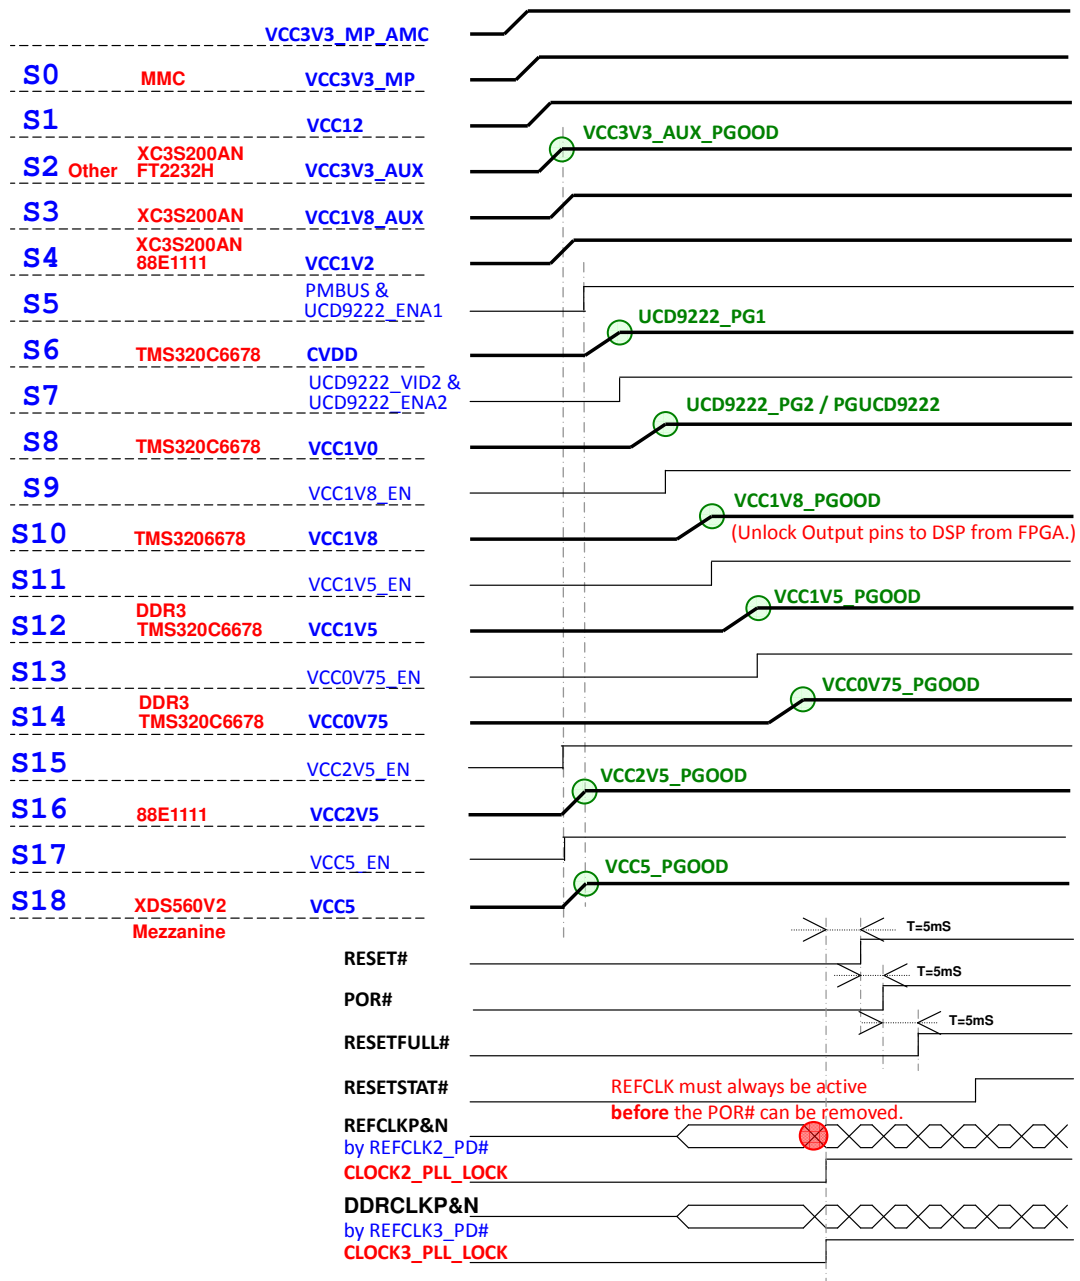 VCC3V3_MP_AMC
S0 MMC VCC3V3_MP
S1 VCC12
VCC3V3_AUX_PGOOD
S2 Other XC3S200AN
FT2232H VCC3V3_AUX
S3 XC3S200AN VCC1V8_AUX
S4 XC3S200AN
88E1111 VCC1V2
S5 PMBUS &
UCD9222_ENA1
UCD9222_PG1
S6 TMS320C6678 CVDD
S7 UCD9222_VID2 &
UCD9222_ENA2
UCD9222_PG2 / PGUCD9222
S8 TMS320C6678 VCC1V0
S9 VCC1V8_EN
VCC1V8_PGOOD
S10 TMS3206678 VCC1V8
(Unlock Output pins to DSP from FPGA.)
S11 VCC1V5_EN
VCC1V5_PGOOD
S12 DDR3
TMS320C6678 VCC1V5
S13 VCC0V75_EN
VCC0V75_PGOOD
S14 DDR3
TMS320C6678 VCC0V75
S15 VCC2V5_EN
VCC2V5_PGOOD
S16 88E1111 VCC2V5
S17 VCC5_EN
VCC5_PGOOD
S18 XDS560V2
Mezzanine VCC5
T=5mS
RESET#
T=5mS
POR#
T=5mS
RESETFULL#
RESETSTAT#
REFCLK must always be active
before the POR# can be removed.
REFCLKP&N
by REFCLK2_PD#
CLOCK2_PLL_LOCK
DDRCLKP&N
by REFCLK3_PD#
CLOCK3_PLL_LOCK